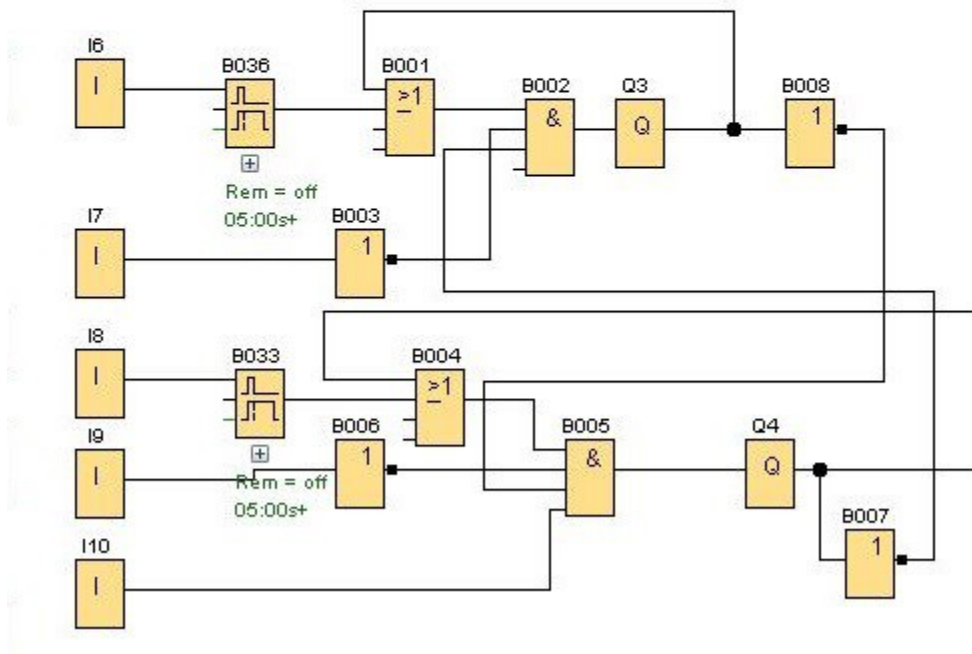 I6
I
B036
Rem = off
05:00s+
B001
>1
B002
&
Q3
Q
B008
1
I7
I
B003
1
I8
I
B033
Rem = off
05:00s+
B004
>1
I9
I
B006
1
B005
&
Q4
Q
B007
1
I10
I